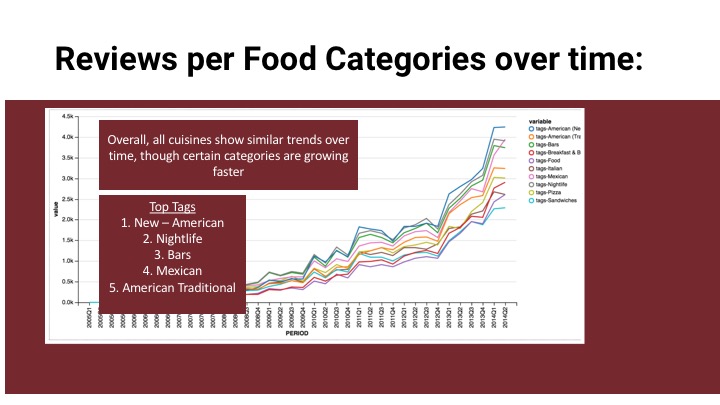 Reviews per Food Categories over time:
4.5k
4.0k
3.5k
3.0k
2.5k
2.0k
1.5k
1.0k
0.5k
0.0k
value
Overall, all cuisines show similar trends over
time, though certain categories are growing
faster
Top Tags
1. New – American
2. Nightlife
3. Bars
4. Mexican
5. American Traditional
variable
tags-American (Ne
tags-American (Tra
tags-Bars
tags-Breakfast & B
tags-Food
tags-Italian
tags-Mexican
tags-Nightlife
tags-Pizza
tags-Sandwiches
2005Q1
2008Q4
2009Q1
2009Q2
2009Q3
2009Q4
2010Q1
2010Q2
2010Q3
2010Q4
2011Q1
2011Q2
2011Q3
2011Q4
2012Q1
2012Q2
2012Q3
2012Q4
2013Q1
2013Q2
2013Q3
2013Q4
2014Q1
2014Q2
PERIOD